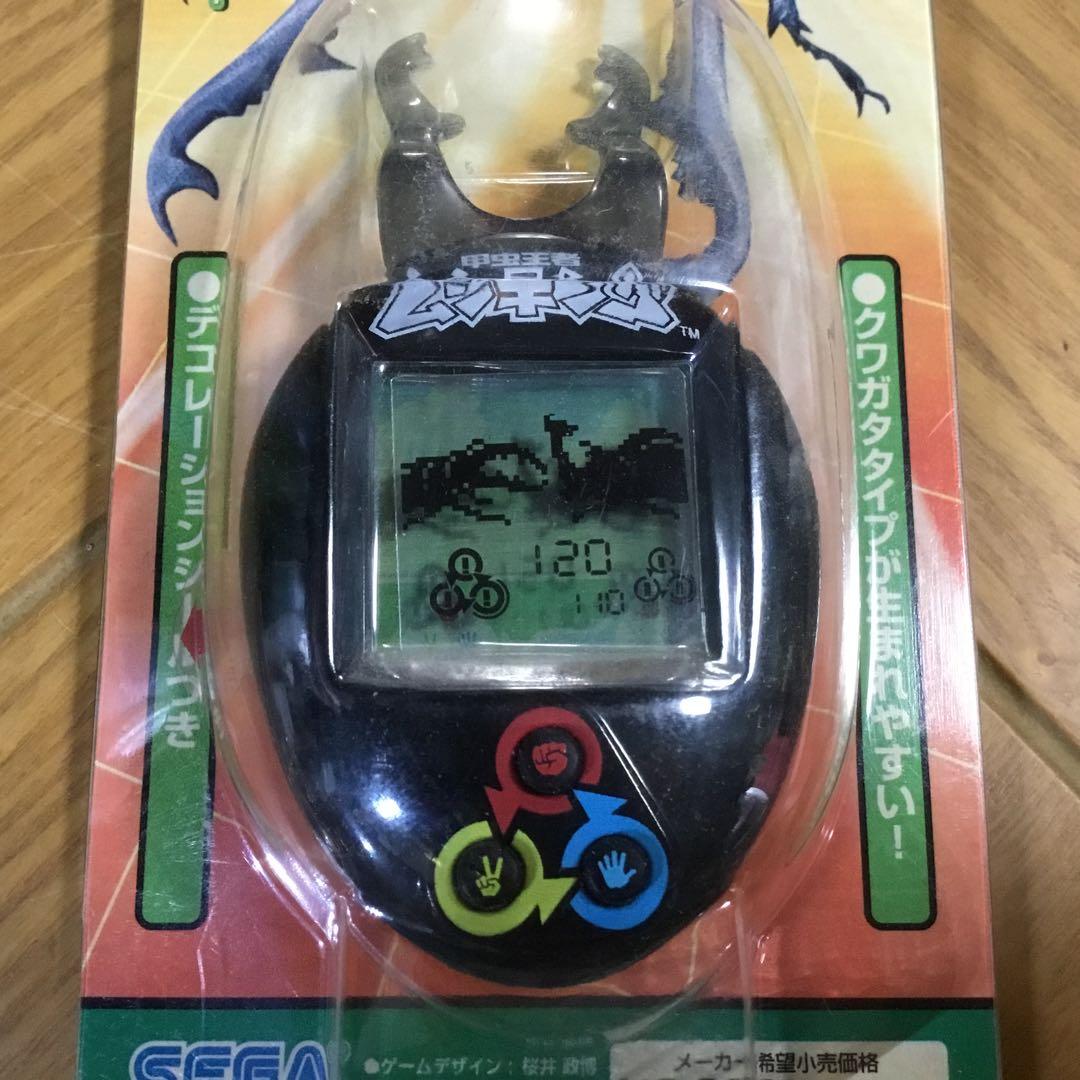 甲虫王者
ムシキング
TM
●デコレーションシールつき
●クワガタタイプが生まれやすい！
120
110
SEGA®
●ゲームデザイン：桜井 政博
メーカー希望小売価格